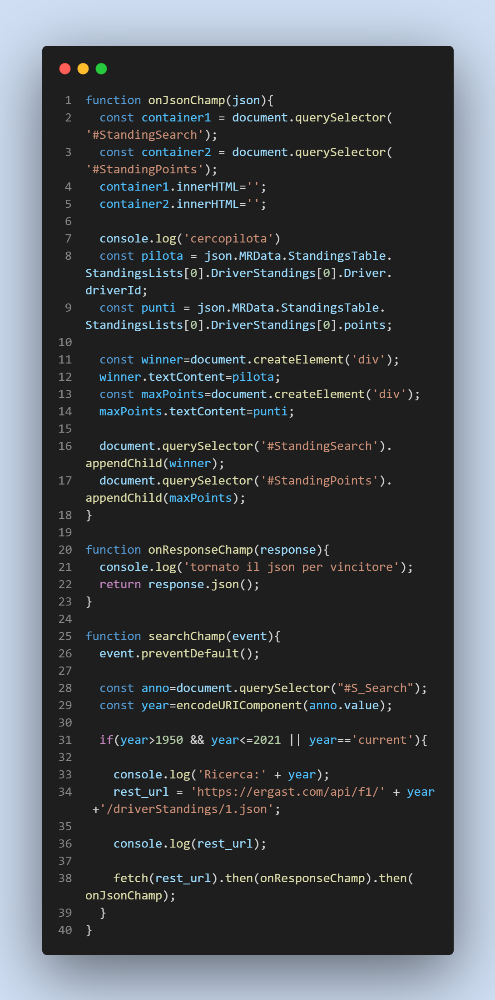 1 function onJsonChamp(json){
2   const container1 = document.querySelector(
'#StandingSearch');
3   const container2 = document.querySelector(
'#StandingPoints');
4   container1.innerHTML='';
5   container2.innerHTML='';
6
7   console.log('cercopilota')
8   const pilota = json.MRData.StandingsTable.
StandingsLists[0].DriverStandings[0].Driver.
driverId;
9   const punti = json.MRData.StandingsTable.
StandingsLists[0].DriverStandings[0].points;
10
11   const winner=document.createElement('div');
12   winner.textContent=pilota;
13   const maxPoints=document.createElement('div');
14   maxPoints.textContent=punti;
15
16   document.querySelector('#StandingSearch').
appendChild(winner);
17   document.querySelector('#StandingPoints').
appendChild(maxPoints);
18 }
19
20 function onResponseChamp(response){
21   console.log('tornato il json per vincitore');
22   return response.json();
23 }
24
25 function searchChamp(event){
26   event.preventDefault();
27
28   const anno=document.querySelector("#S_Search");
29   const year=encodeURIComponent(anno.value);
30
31   if(year>1950 && year<=2021 || year=='current'){
32
33     console.log('Ricerca:' + year);
34     rest_url = 'https://ergast.com/api/f1/' + year
+'/driverStandings/1.json';
35
36     console.log(rest_url);
37
38     fetch(rest_url).then(onResponseChamp).then(
onJsonChamp);
39   }
40 }